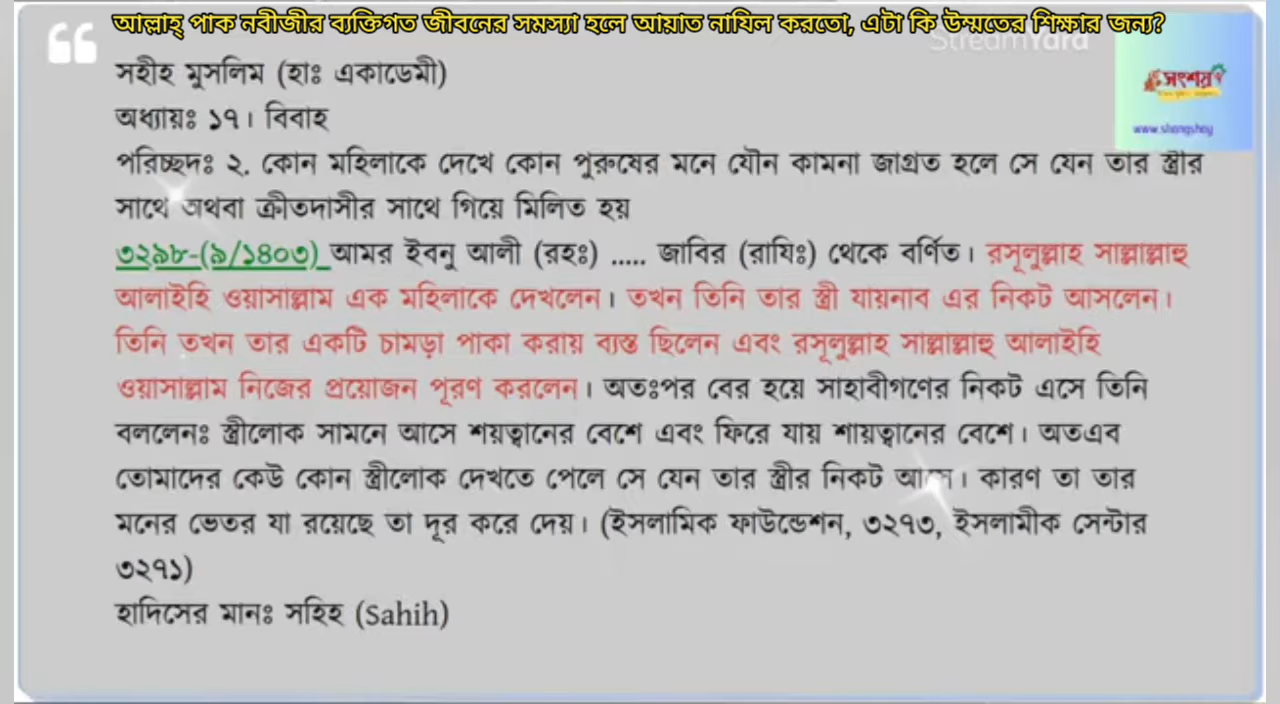 আল্লাহ্ পাক নবীজীর ব্যক্তিগত জীবনের সমস্যা হলে আয়াত নাযিল করতো, এটা কি উম্মতের শিক্ষার জন্য?
StreamYard
সংশয়
www.shongshoy
সহীহ মুসলিম (হাঃ একাডেমী)
অধ্যায়ঃ ১৭। বিবাহ
পরিচ্ছদঃ ২. কোন মহিলাকে দেখে কোন পুরুষের মনে যৌন কামনা জাগ্রত হলে সে যেন তার স্ত্রীর
সাথে অথবা ক্রীতদাসীর সাথে গিয়ে মিলিত হয়
৩২৯৮-(৯/১৪০৩) আমর ইবনু আলী (রহঃ) ..... জাবির (রাযিঃ) থেকে বর্ণিত। রসূলুল্লাহ সাল্লাল্লাহু
আলাইহি ওয়াসাল্লাম এক মহিলাকে দেখলেন। তখন তিনি তার স্ত্রী যায়নাব এর নিকট আসলেন।
তিনি তখন তার একটি চামড়া পাকা করায় ব্যস্ত ছিলেন এবং রসূলুল্লাহ সাল্লাল্লাহু আলাইহি
ওয়াসাল্লাম নিজের প্রয়োজন পূরণ করলেন। অতঃপর বের হয়ে সাহাবীগণের নিকট এসে তিনি
বললেনঃ স্ত্রীলোক সামনে আসে শয়ত্বানের বেশে এবং ফিরে যায় শায়ত্বানের বেশে। অতএব
তোমাদের কেউ কোন স্ত্রীলোক দেখতে পেলে সে যেন তার স্ত্রীর নিকট আসে। কারণ তা তার
মনের ভেতর যা রয়েছে তা দূর করে দেয়। (ইসলামিক ফাউন্ডেশন, ৩২৭৩, ইসলামীক সেন্টার
৩২৭১)
হাদিসের মানঃ সহিহ (Sahih)